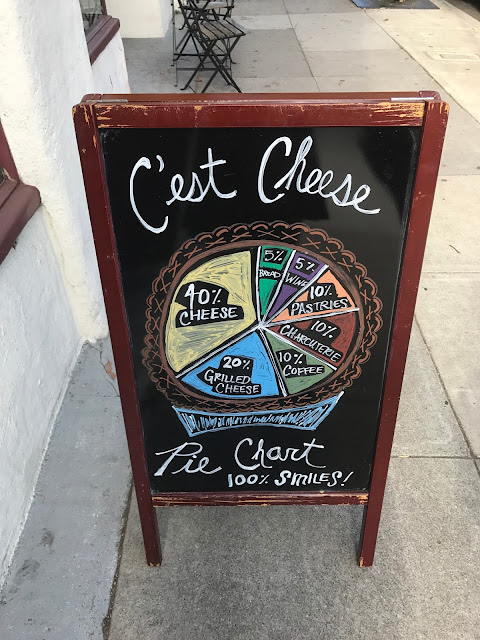 C'est Cheese
5%
BREAD
5%
WINE
10%
PASTRIES
10%
CHARCUTERIE
10%
COFFEE
20%
GRILLED
CHEESE
40%
CHEESE
Pie Chart
100% SMILES!